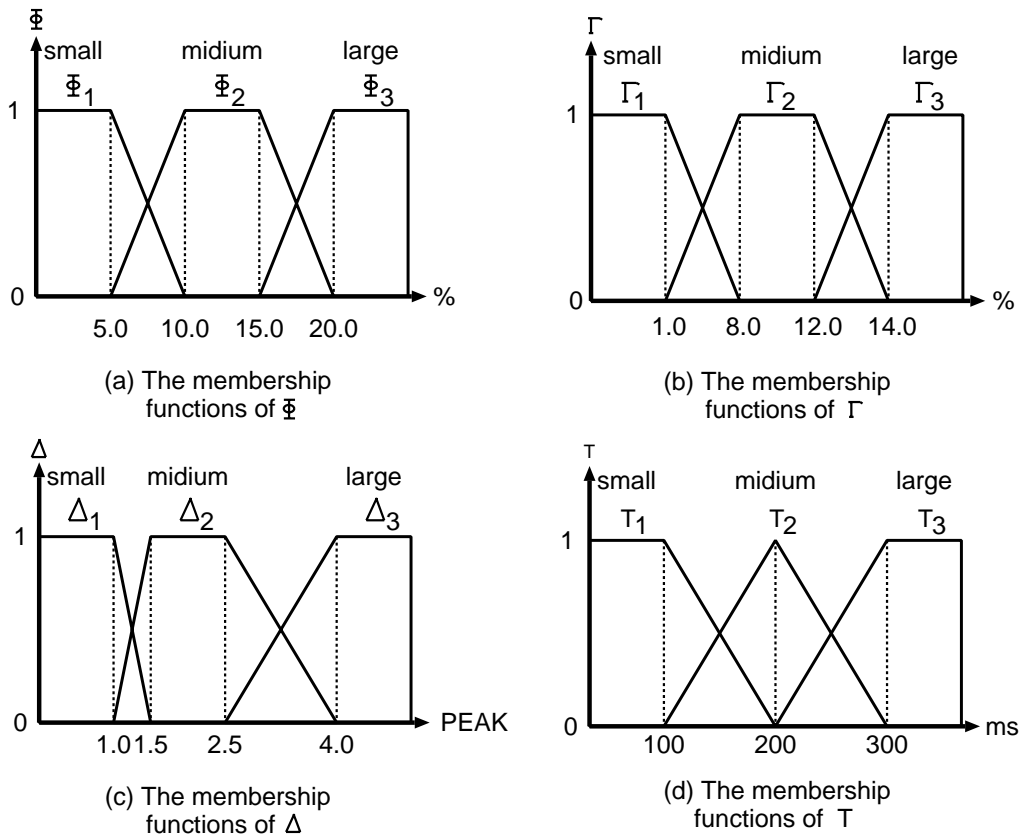 Φ
small midium large
Φ1 Φ2 Φ3
1
0
%
5.0 10.0 15.0 20.0
(a) The membership
functions of Φ
Γ
small midium large
Γ1 Γ2 Γ3
1
0
%
1.0 8.0 12.0 14.0
(b) The membership
functions of Γ
Δ
small midium large
Δ1 Δ2 Δ3
1
0
PEAK
1.0 1.5 2.5 4.0
(c) The membership
functions of Δ
T
small midium large
T1 T2 T3
1
0
ms
100 200 300
(d) The membership
functions of T